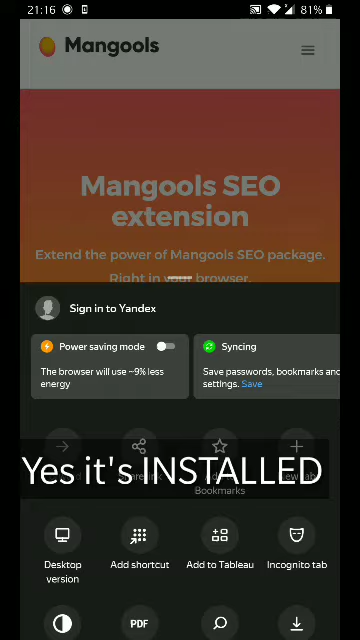 21:16 81%
Mangools
Mangools SEO
extension
Extend the power of Mangools SEO package.
Right in your browser.
Sign in to Yandex
Power saving mode
Syncing
The browser will use ~9% less
energy
Save passwords, bookmarks and
settings. Save
Yes it's INSTALLED
Bookmarks
Desktop
version
Add shortcut
Add to Tableau
Incognito tab
PDF